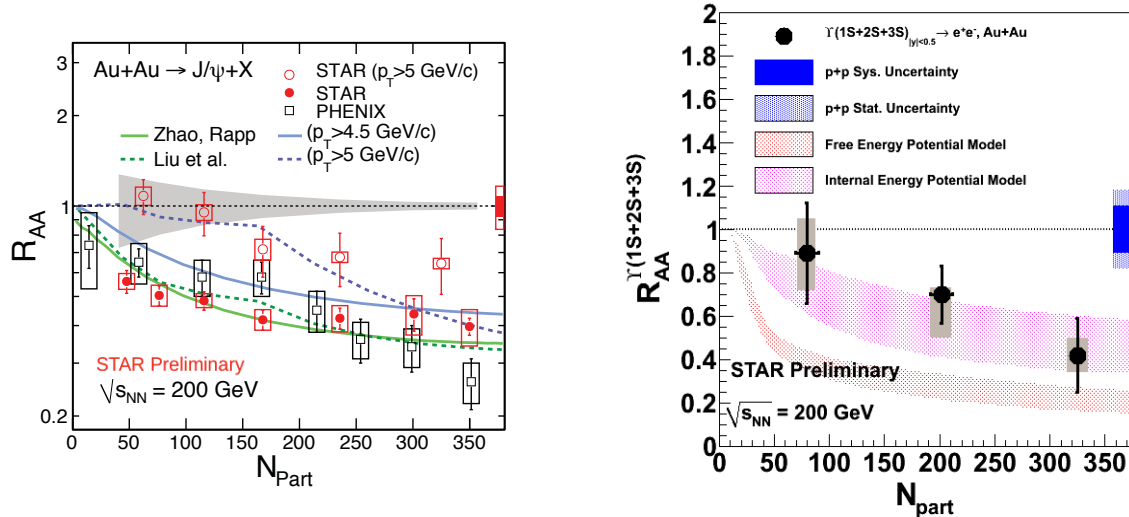 Au+Au → J/ψ+X
STAR (p_T>5 GeV/c)
STAR
PHENIX
Zhao, Rapp
(p_T>4.5 GeV/c)
Liu et al.
(p_T>5 GeV/c)
3
2
1
0.2
R_AA
STAR Preliminary
√s_NN = 200 GeV
0 50 100 150 200 250 300 350
N_Part
ϒ(1S+2S+3S)_|y|<0.5 → e⁺e⁻, Au+Au
p+p Sys. Uncertainty
p+p Stat. Uncertainty
Free Energy Potential Model
Internal Energy Potential Model
2
1.8
1.6
1.4
1.2
1
0.8
0.6
0.4
0.2
0
R_AA^ϒ(1S+2S+3S)
STAR Preliminary
√s_NN = 200 GeV
0 50 100 150 200 250 300 350
N_part